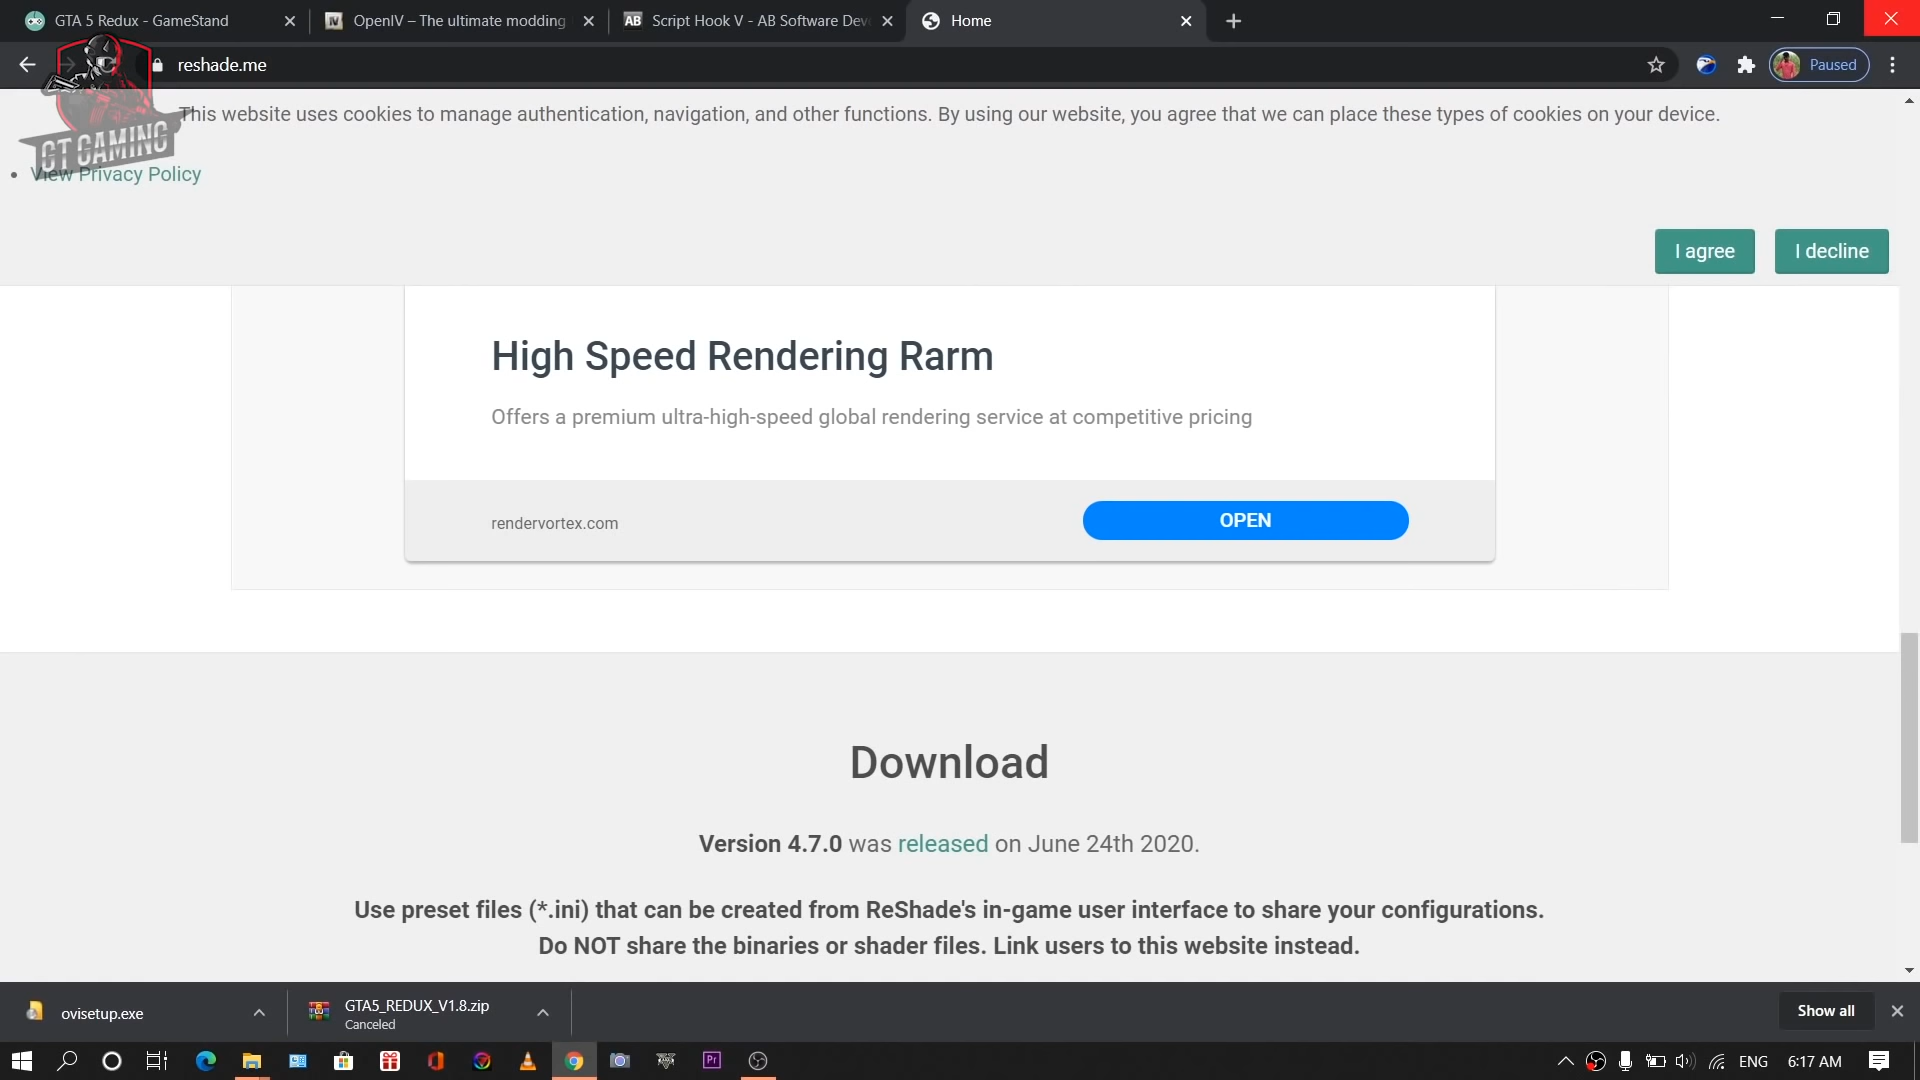 GTA 5 Redux - GameStand
OpenIV – The ultimate modding
Script Hook V - AB Software Deve
Home
reshade.me
Paused
GT GAMING
This website uses cookies to manage authentication, navigation, and other functions. By using our website, you agree that we can place these types of cookies on your device.
View Privacy Policy
I agree
I decline
High Speed Rendering Rarm
Offers a premium ultra-high-speed global rendering service at competitive pricing
rendervortex.com
OPEN
Download
Version 4.7.0 was released on June 24th 2020.
Use preset files (*.ini) that can be created from ReShade's in-game user interface to share your configurations.
Do NOT share the binaries or shader files. Link users to this website instead.
ovisetup.exe
GTA5_REDUX_V1.8.zip
Canceled
Show all
ENG
6:17 AM